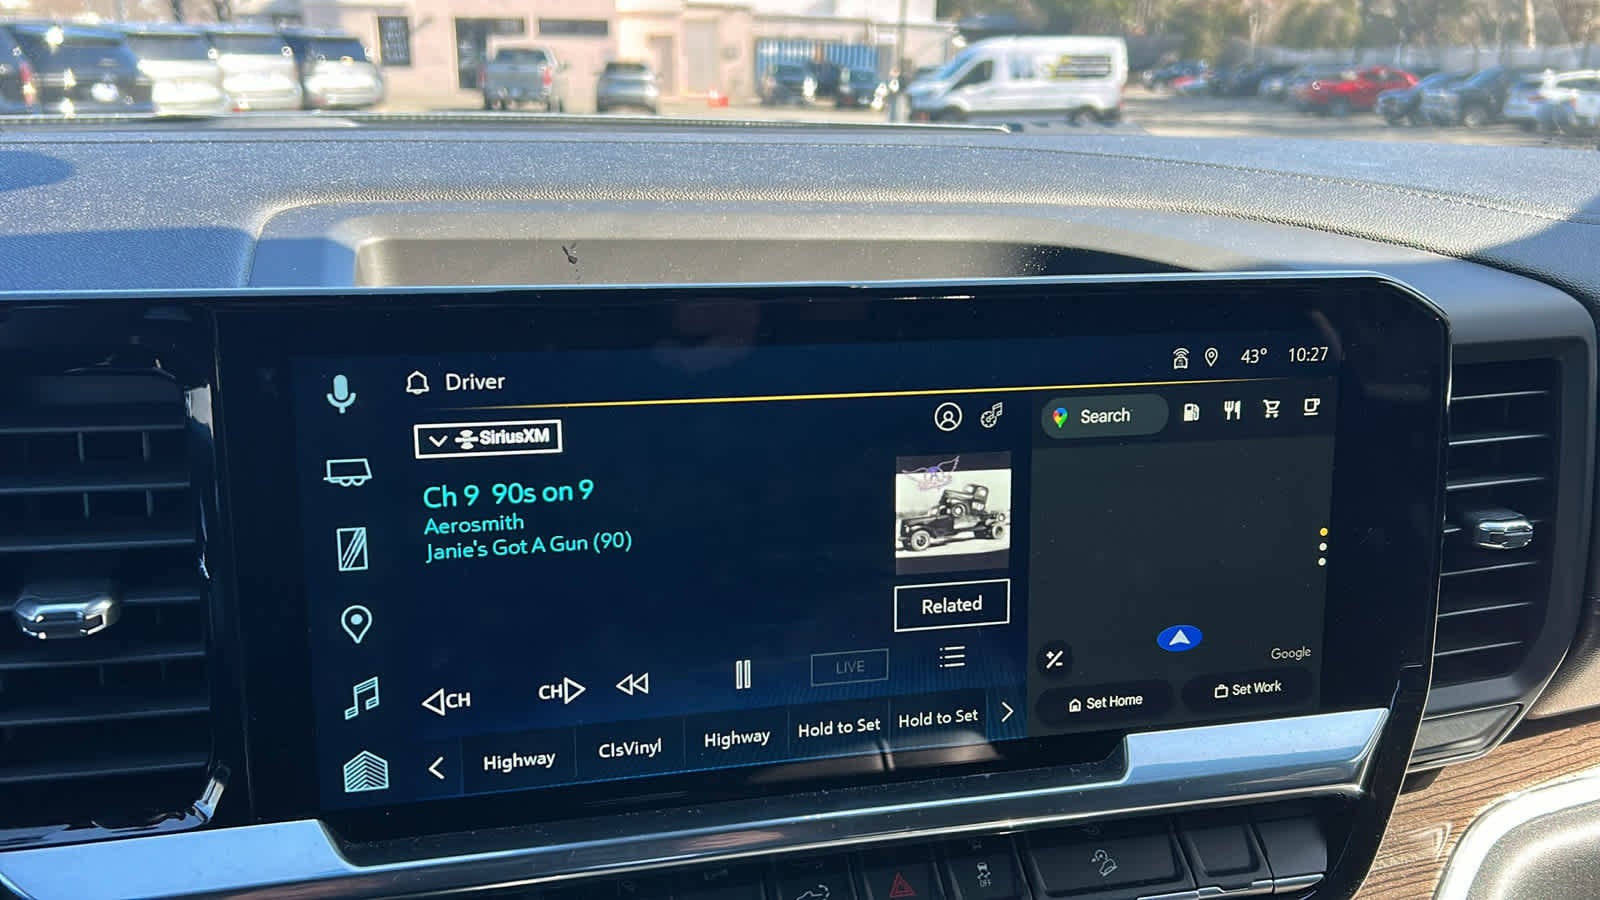 43° 10:27
Driver
SiriusXM
Search
Ch 9 90s on 9
Aerosmith
Janie's Got A Gun (90)
Related
Google
LIVE
CH
CH
Set Home
Set Work
Highway
ClsVinyl
Highway
Hold to Set
Hold to Set
OFF